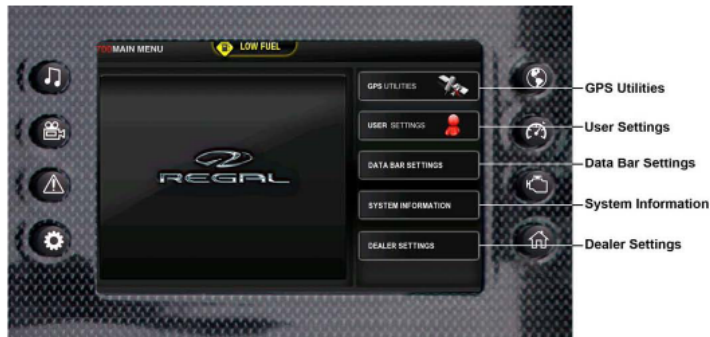 700MAIN MENU
LOW FUEL
GPS UTILITIES
USER SETTINGS
DATA BAR SETTINGS
SYSTEM INFORMATION
DEALER SETTINGS
REGAL
GPS Utilities
User Settings
Data Bar Settings
System Information
Dealer Settings